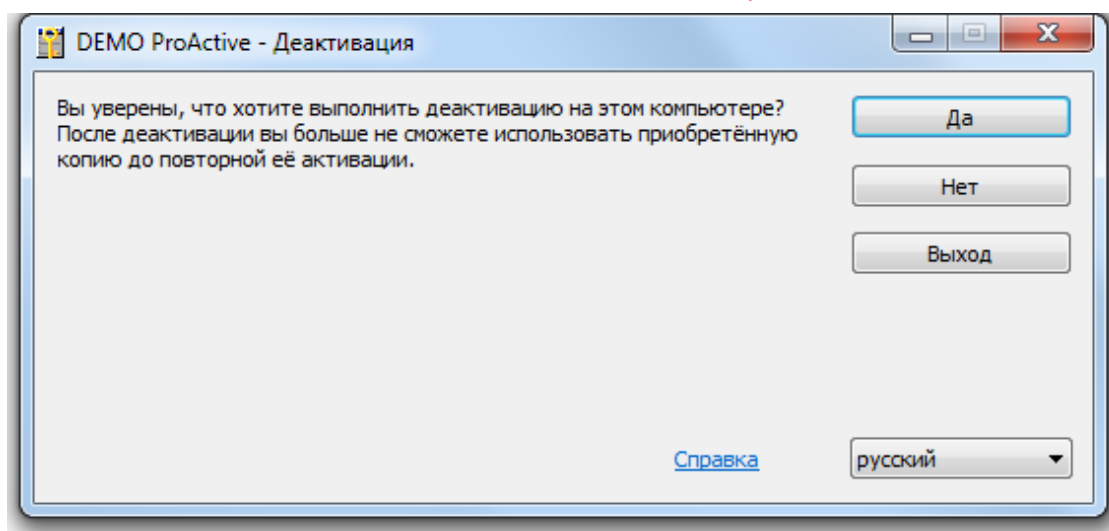 DEMO ProActive - Деактивация
Вы уверены, что хотите выполнить деактивацию на этом компьютере?
После деактивации вы больше не сможете использовать приобретённую
копию до повторной её активации.
Да
Нет
Выход
Справка
русский